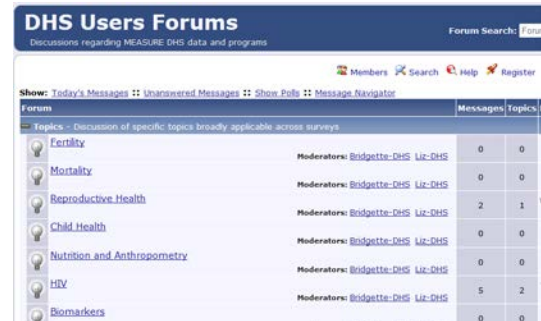 DHS Users Forums
Discussions regarding MEASURE DHS data and programs
Forum Search:
Members Search Help Register
Show: Today's Messages :: Unanswered Messages :: Show Polls :: Message Navigator
Forum Messages Topics
Topics - Discussion of specific topics broadly applicable across surveys
Fertility
Moderators: Bridgette-DHS Liz-DHS 0 0
Mortality
Moderators: Bridgette-DHS Liz-DHS 0 0
Reproductive Health
Moderators: Bridgette-DHS Liz-DHS 2 1
Child Health
Moderators: Bridgette-DHS Liz-DHS 0 0
Nutrition and Anthropometry
Moderators: Bridgette-DHS Liz-DHS 0 0
HIV
Moderators: Bridgette-DHS Liz-DHS 5 2
Biomarkers
0 0